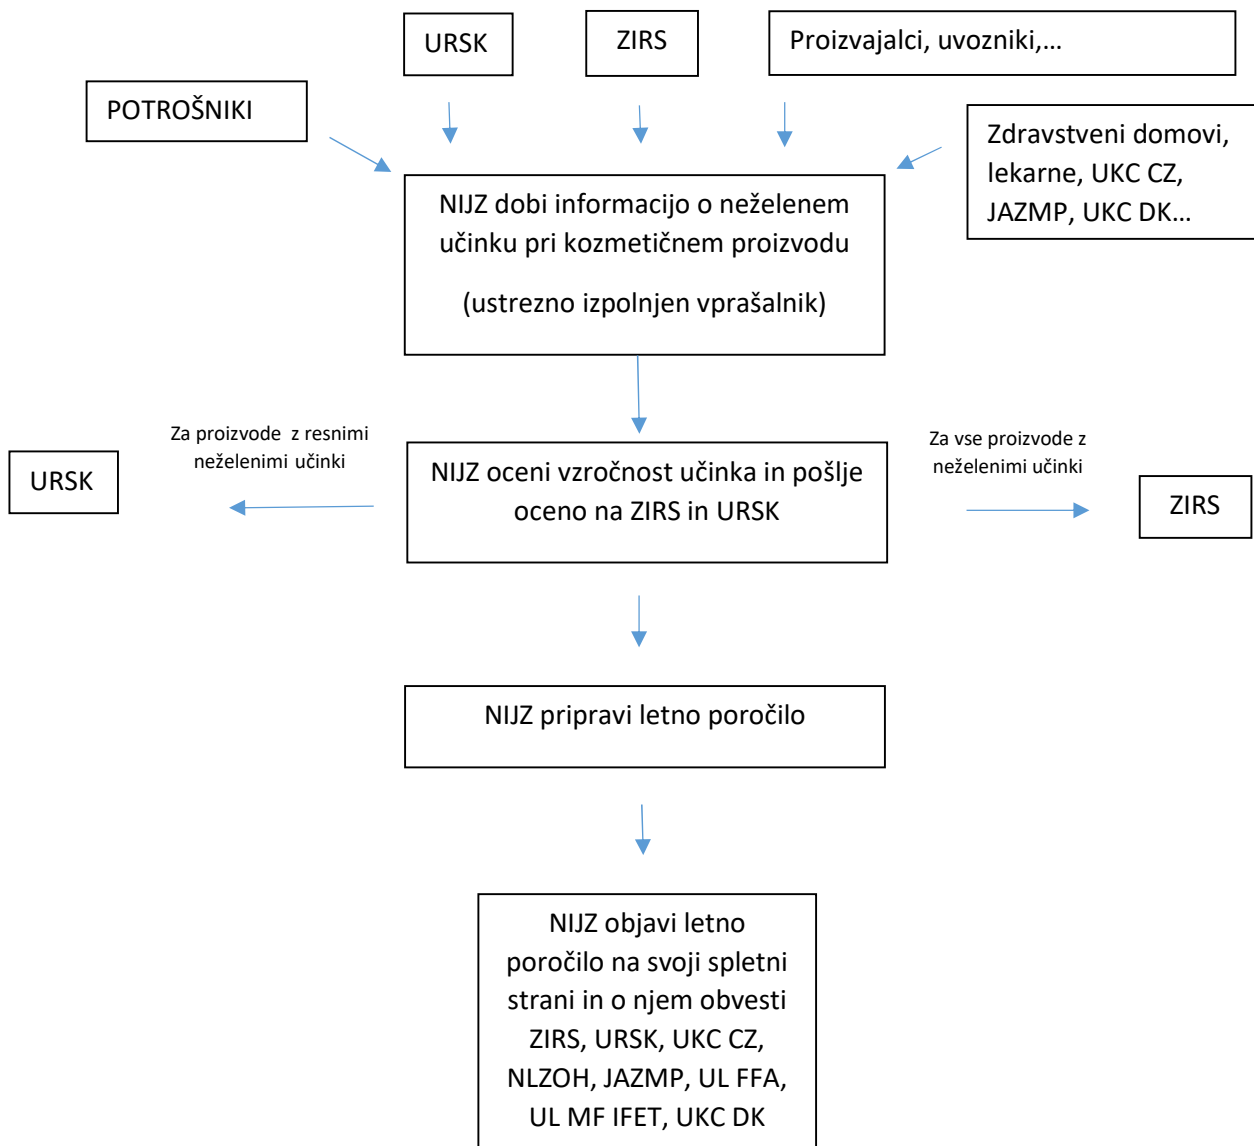 URSK
ZIRS
Proizvajalci, uvozniki,...
POTROŠNIKI
Zdravstveni domovi,
lekarne, UKC CZ,
JAZMP, UKC DK...
NIJZ dobi informacijo o neželenem
učinku pri kozmetičnem proizvodu
(ustrezno izpolnjen vprašalnik)
Za proizvode z resnimi
neželenimi učinki
Za vse proizvode z
neželenimi učinki
URSK
NIJZ oceni vzročnost učinka in pošlje
oceno na ZIRS in URSK
ZIRS
NIJZ pripravi letno poročilo
NIJZ objavi letno
poročilo na svoji spletni
strani in o njem obvesti
ZIRS, URSK, UKC CZ,
NLZOH, JAZMP, UL FFA,
UL MF IFET, UKC DK